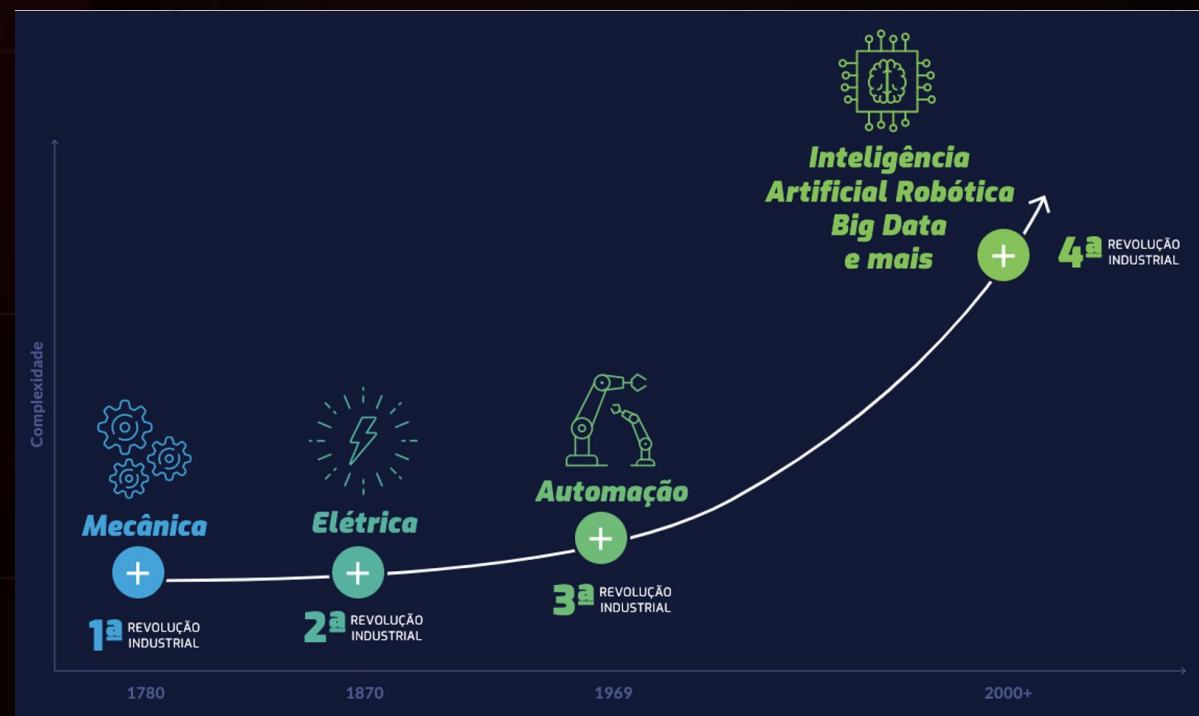 Inteligência
Artificial Robótica
Big Data
e mais
4ª REVOLUÇÃO
INDUSTRIAL
Complexidade
Automação
3ª REVOLUÇÃO
INDUSTRIAL
Elétrica
2ª REVOLUÇÃO
INDUSTRIAL
Mecânica
1ª REVOLUÇÃO
INDUSTRIAL
1780
1870
1969
2000+